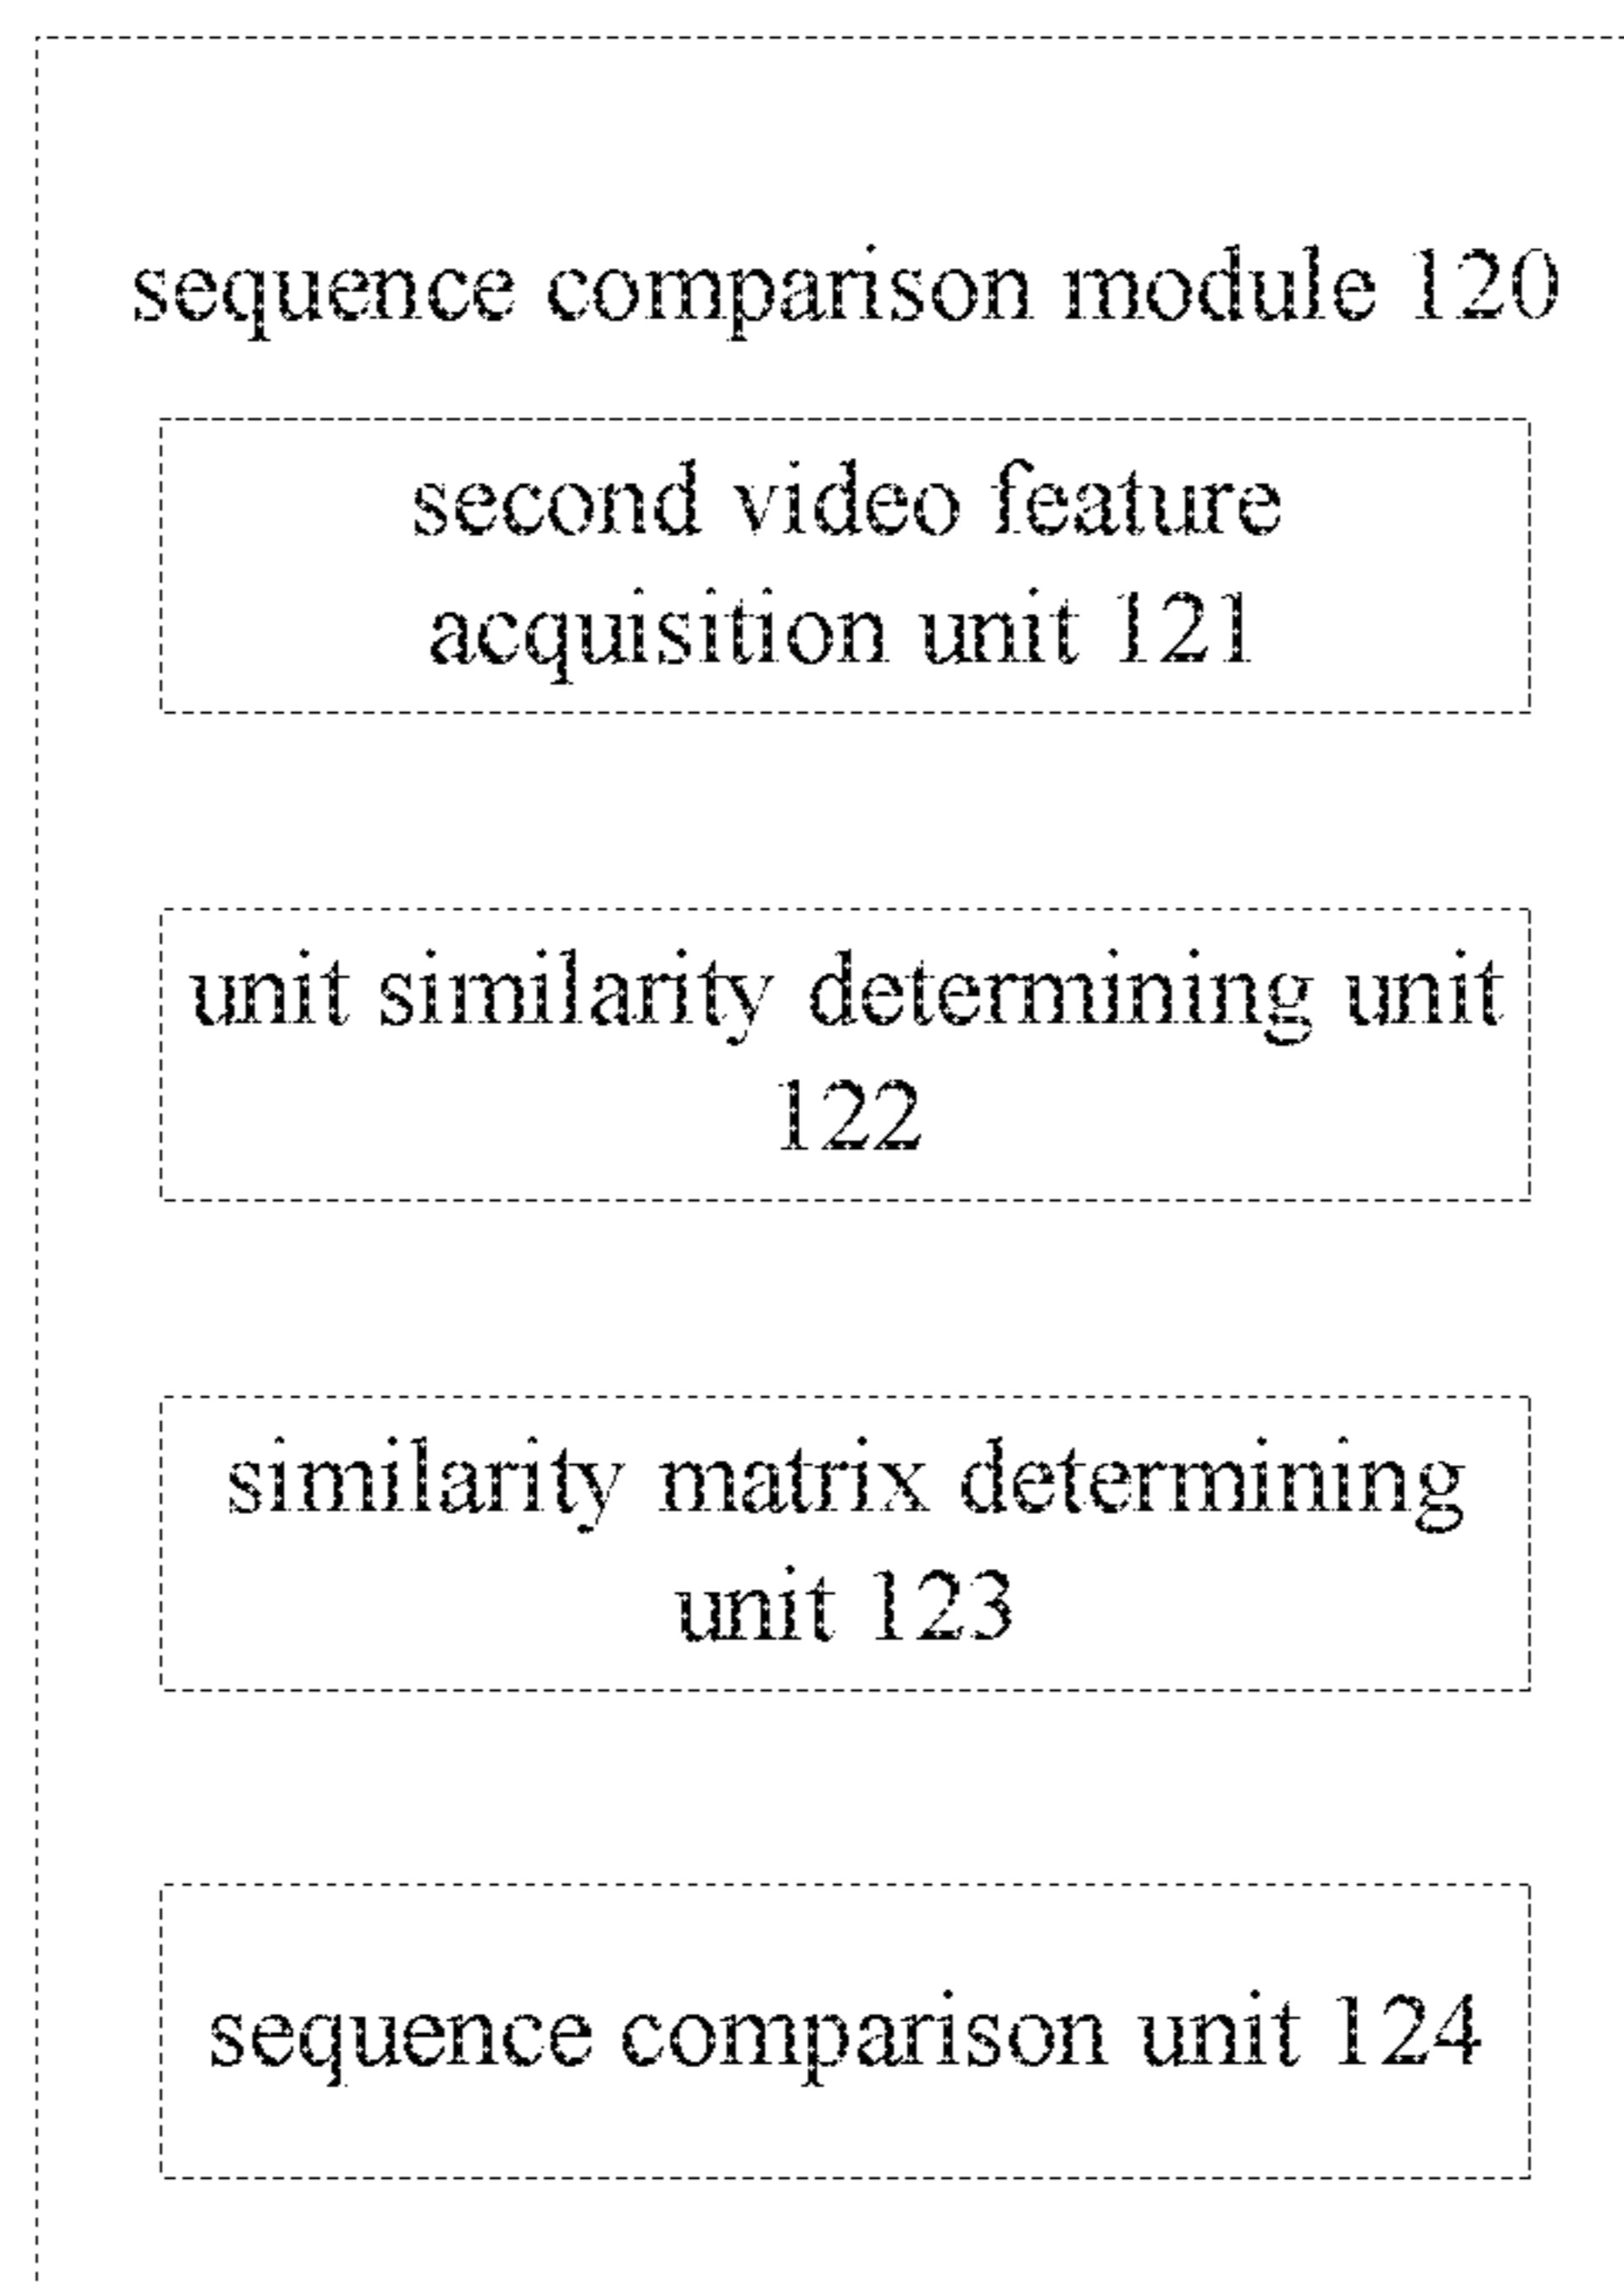 sequence comparison module 120
second video feature
acquisition unit 121
unit similarity determining unit
122
similarity matrix determining
unit 123
sequence comparison unit 124